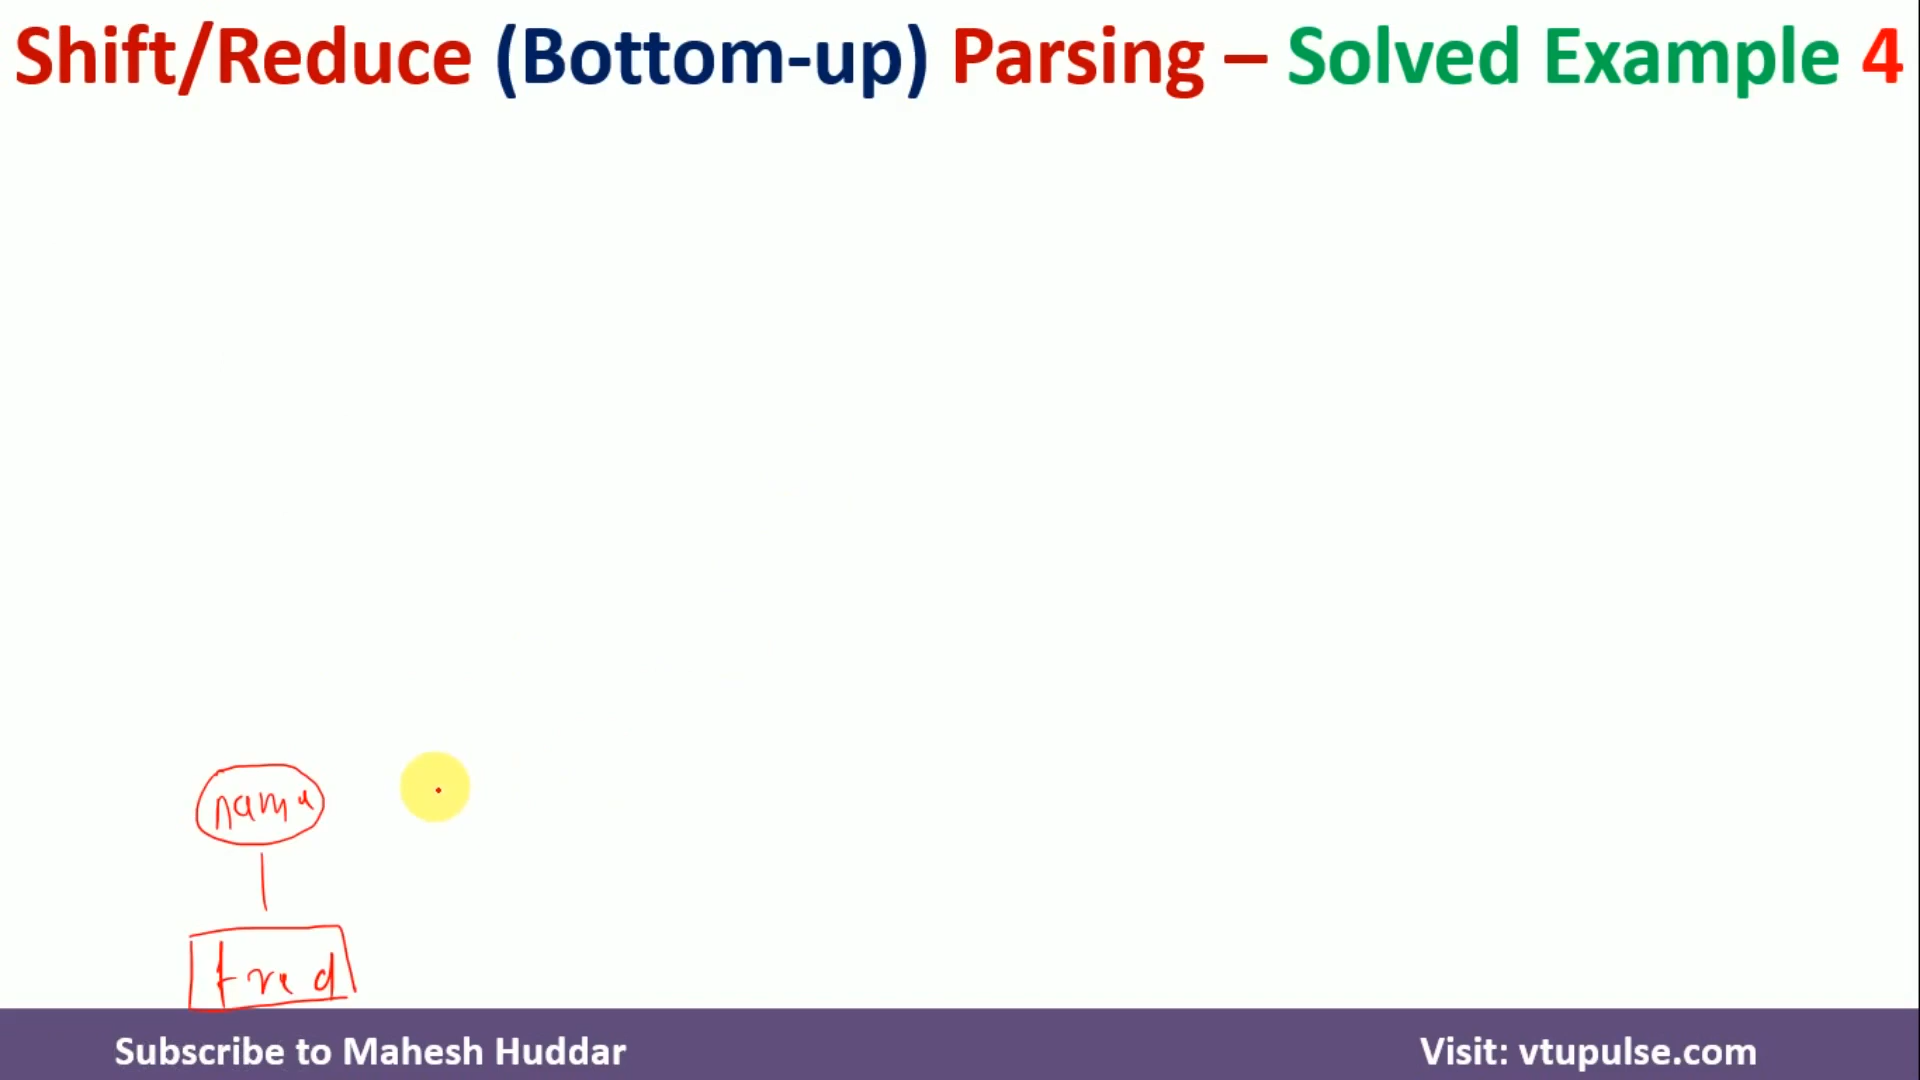 Shift/Reduce (Bottom-up) Parsing – Solved Example 4
name
fred
Subscribe to Mahesh Huddar
Visit: vtupulse.com